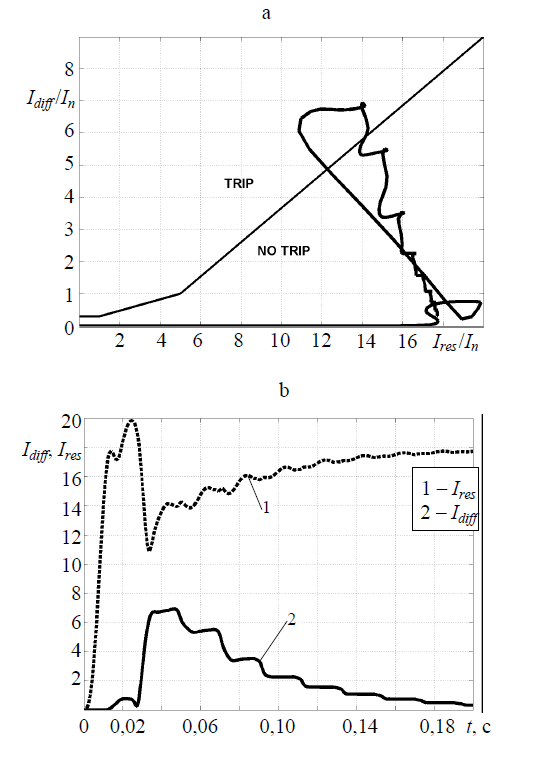 a
8
I_diff/I_n
6
5
TRIP
4
3
NO TRIP
2
1
0
2 4 6 8 10 12 14 16 I_res/I_n
b
20
I_diff, I_res
16
14
12
10
8
6
4
2
1
2
1 – I_res
2 – I_diff
0 0,02 0,06 0,10 0,14 0,18 t, c